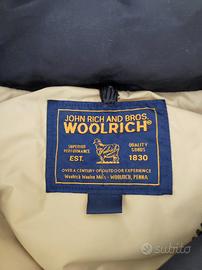 JOHN RICH AND BROS.
WOOLRICH®
SUPERIOR PERFORMANCE
QUALITY GOODS
EST. 1830
OVER A CENTURY OF OUTDOOR EXPERIENCE
Woolrich Woolen Mills - WOOLRICH, PENNA.
subito